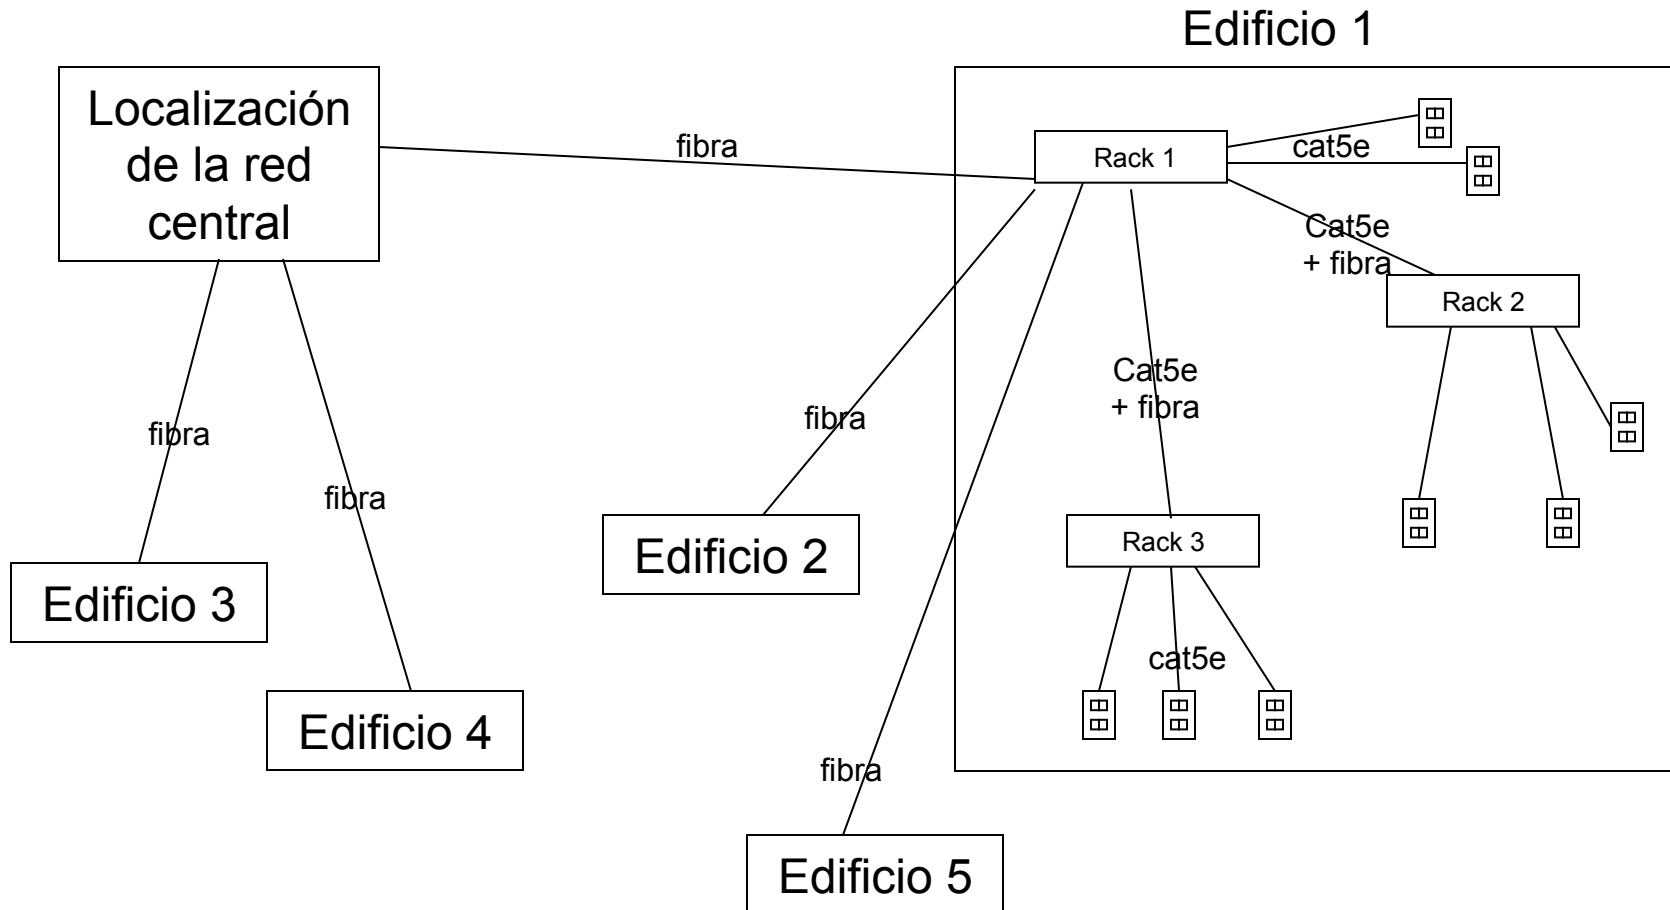 Edificio 1
Localización
de la red
central
fibra
Rack 1
cat5e
Cat5e
+ fibra
Rack 2
Cat5e
+ fibra
fibra
fibra
fibra
Edificio 2
Rack 3
Edificio 3
cat5e
Edificio 4
fibra
Edificio 5